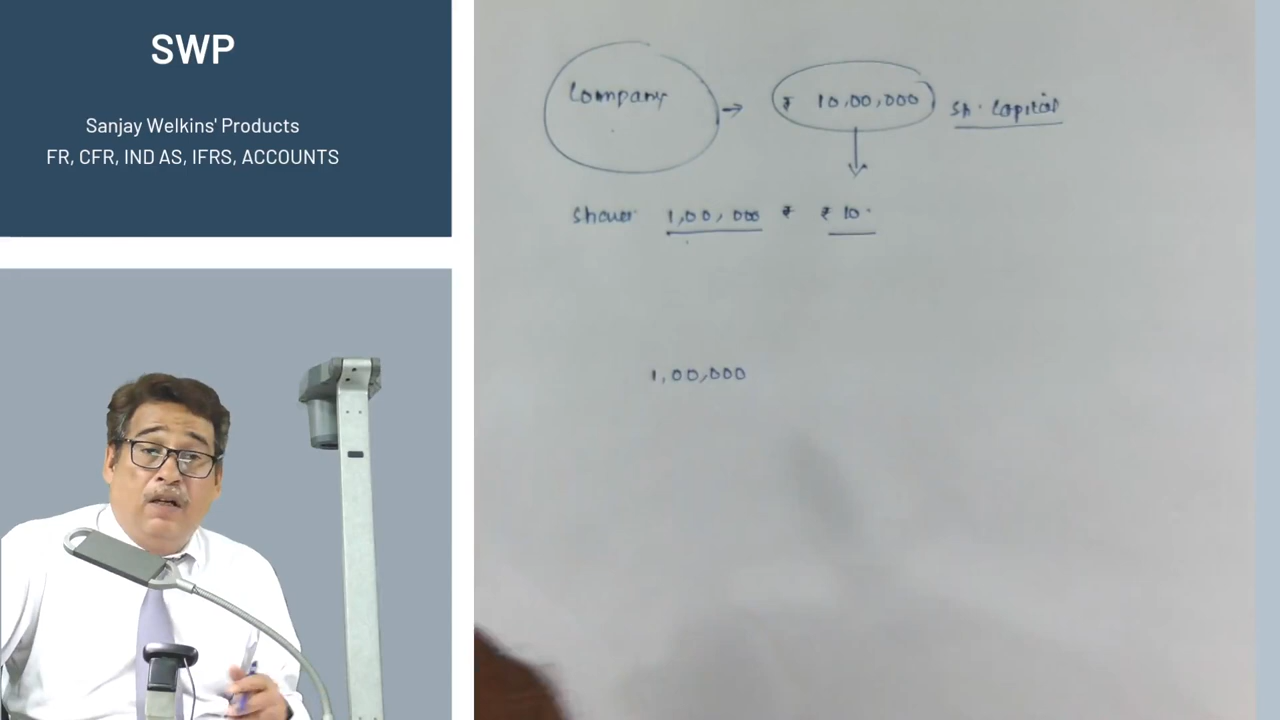 SWP
Sanjay Welkins' Products
FR, CFR, IND AS, IFRS, ACCOUNTS
Company → ₹ 10,00,000 Sh. Capital
Shares 1,00,000 ₹ ₹ 10.
1,00,000